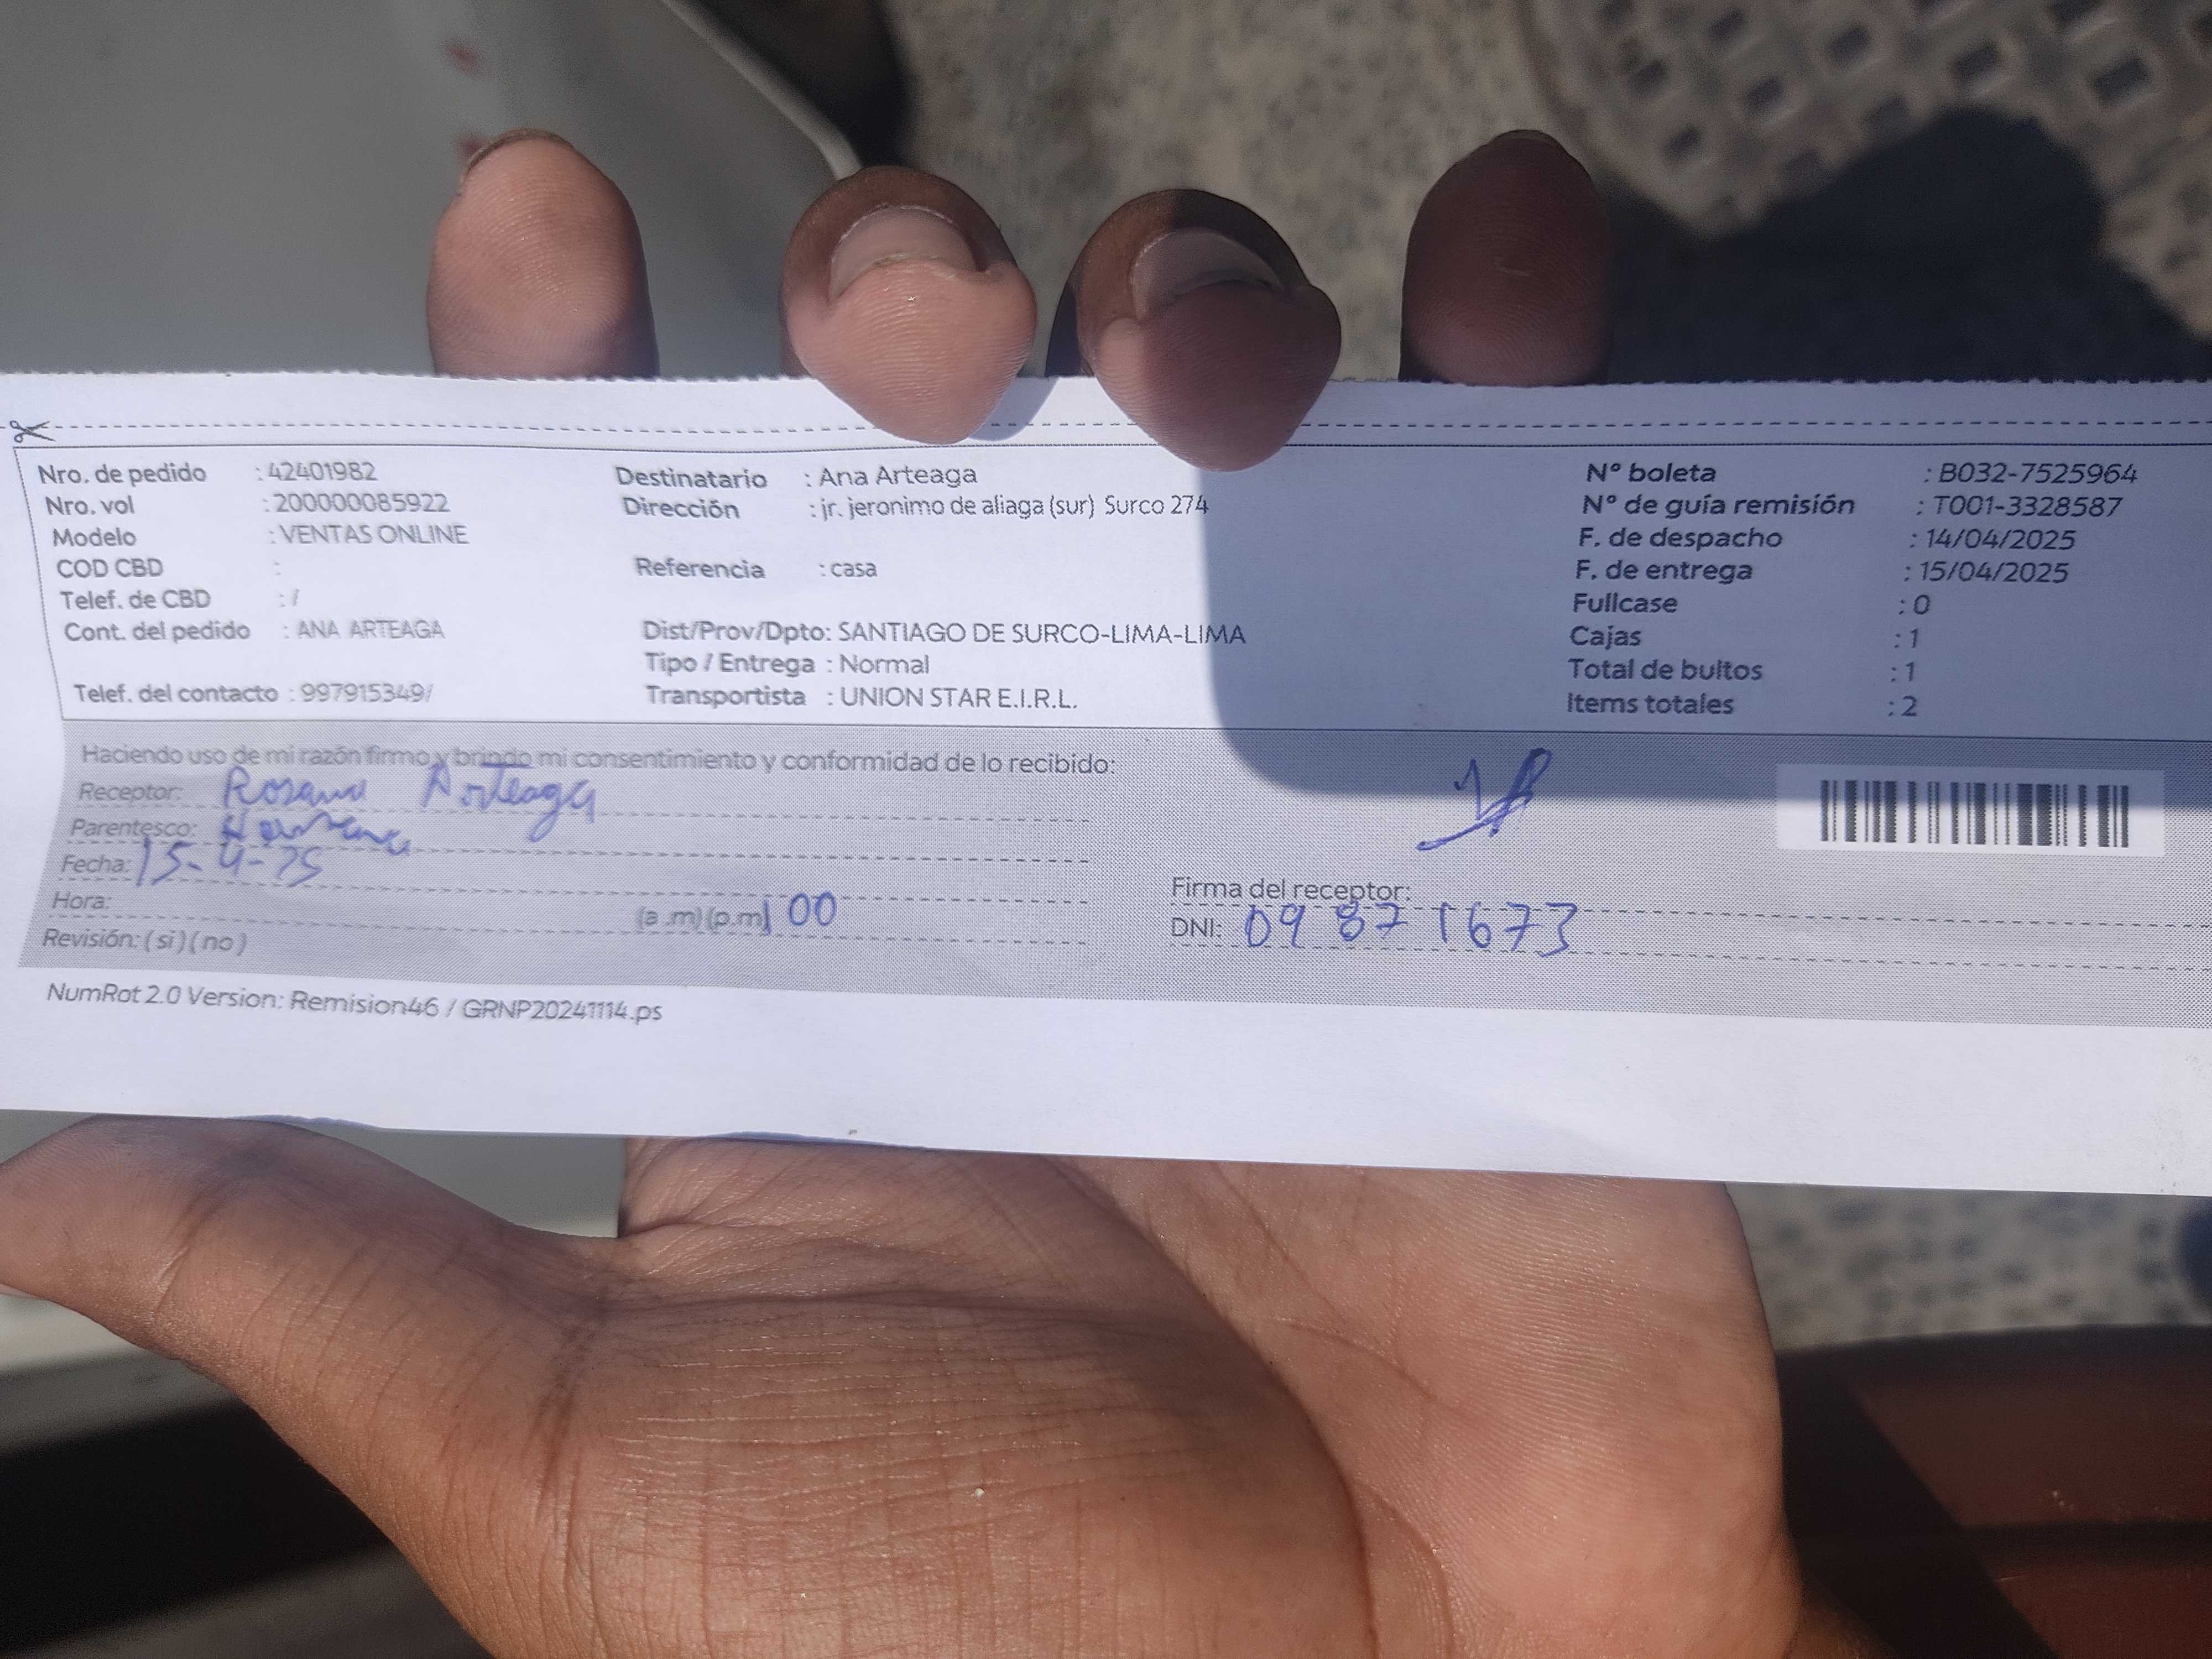 Nro. de pedido : 42401982
Nro. vol : 200000085922
Modelo : VENTAS ONLINE
COD CBD :
Telef. de CBD : /
Cont. del pedido : ANA ARTEAGA
Telef. del contacto : 997915349/
Destinatario : Ana Arteaga
Dirección : jr. jeronimo de aliaga (sur) Surco 274
Referencia : casa
Dist/Prov/Dpto: SANTIAGO DE SURCO-LIMA-LIMA
Tipo / Entrega : Normal
Transportista : UNION STAR E.I.R.L.
N° boleta : B032-7525964
N° de guía remisión : T001-3328587
F. de despacho : 14/04/2025
F. de entrega : 15/04/2025
Fullcase : 0
Cajas : 1
Total de bultos : 1
Items totales : 2
Haciendo uso de mi razón firmo y brindo mi consentimiento y conformidad de lo recibido:
Receptor: Arteaga
Parentesco:
Fecha: 15-4-25
Hora: (a.m)(p.m) 1 00
Revisión: (si) (no)
Firma del receptor:
DNI: 09 87 1673
NumRot 2.0 Version: Remision46 / GRNP20241114.ps